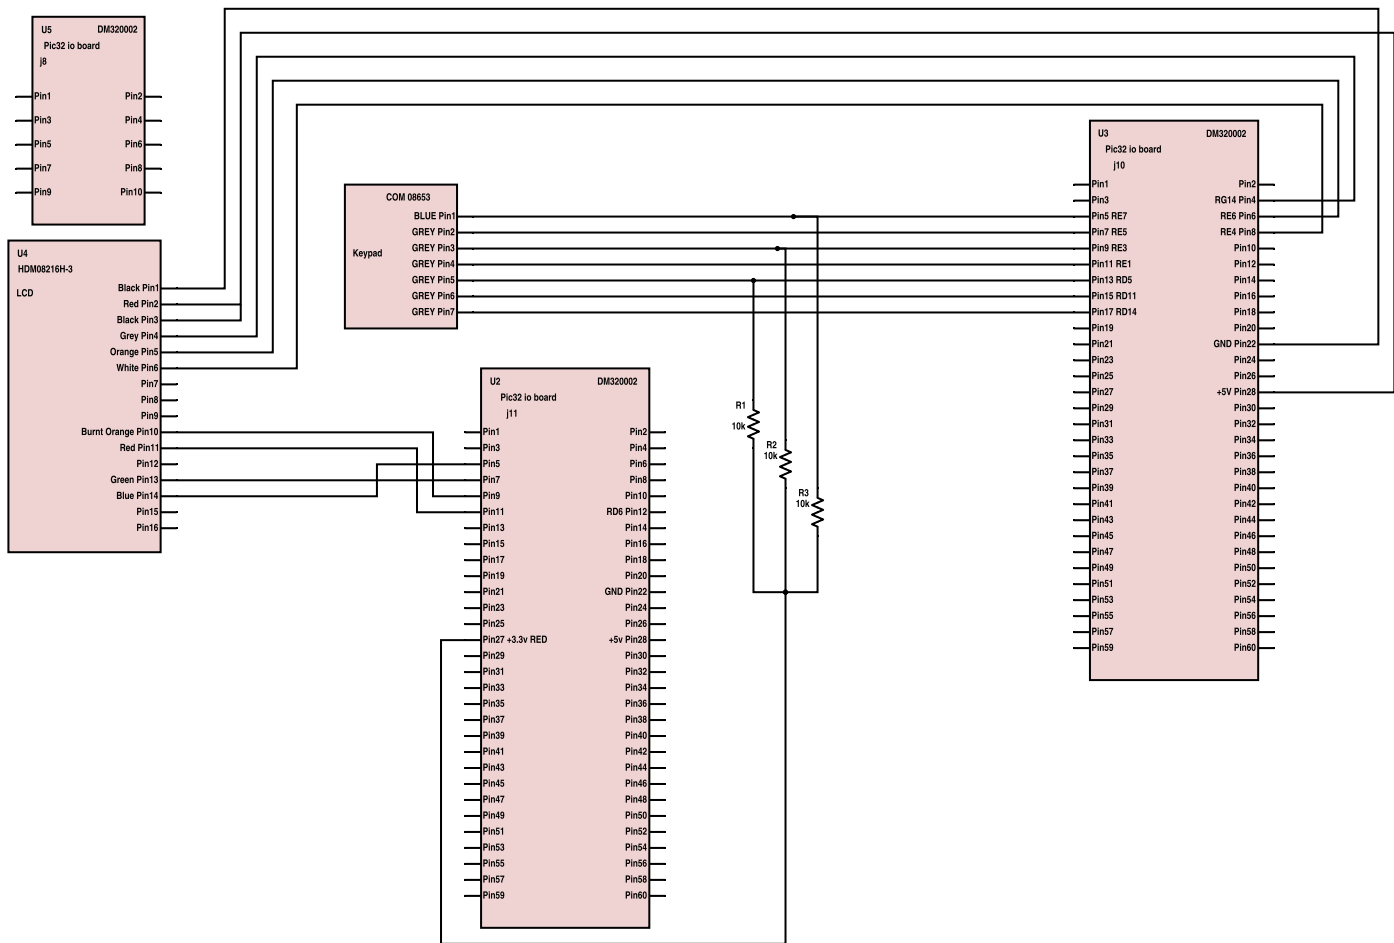 U5 DM320002
Pic32 io board
j8
Pin1 Pin2
Pin3 Pin4
Pin5 Pin6
Pin7 Pin8
Pin9 Pin10
U4
HDM08216H-3
LCD
Black Pin1
Red Pin2
Black Pin3
Grey Pin4
Orange Pin5
White Pin6
Pin7
Pin8
Pin9
Burnt Orange Pin10
Red Pin11
Pin12
Green Pin13
Blue Pin14
Pin15
Pin16
COM 08653
Keypad
BLUE Pin1
GREY Pin2
GREY Pin3
GREY Pin4
GREY Pin5
GREY Pin6
GREY Pin7
U2 DM320002
Pic32 io board
j11
Pin1 Pin2
Pin3 Pin4
Pin5 Pin6
Pin7 Pin8
Pin9 Pin10
Pin11 RD6 Pin12
Pin13 Pin14
Pin15 Pin16
Pin17 Pin18
Pin19 Pin20
Pin21 GND Pin22
Pin23 Pin24
Pin25 Pin26
Pin27 +3.3v RED +5v Pin28
Pin29 Pin30
Pin31 Pin32
Pin33 Pin34
Pin35 Pin36
Pin37 Pin38
Pin39 Pin40
Pin41 Pin42
Pin43 Pin44
Pin45 Pin46
Pin47 Pin48
Pin49 Pin50
Pin51 Pin52
Pin53 Pin54
Pin55 Pin56
Pin57 Pin58
Pin59 Pin60
R1
10k
R2
10k
R3
10k
U3 DM320002
Pic32 io board
j10
Pin1 Pin2
Pin3 RG14 Pin4
Pin5 RE7 RE6 Pin6
Pin7 RE5 RE4 Pin8
Pin9 RE3 Pin10
Pin11 RE1 Pin12
Pin13 RD5 Pin14
Pin15 RD11 Pin16
Pin17 RD14 Pin18
Pin19 Pin20
Pin21 GND Pin22
Pin23 Pin24
Pin25 Pin26
Pin27 +5V Pin28
Pin29 Pin30
Pin31 Pin32
Pin33 Pin34
Pin35 Pin36
Pin37 Pin38
Pin39 Pin40
Pin41 Pin42
Pin43 Pin44
Pin45 Pin46
Pin47 Pin48
Pin49 Pin50
Pin51 Pin52
Pin53 Pin54
Pin55 Pin56
Pin57 Pin58
Pin59 Pin60